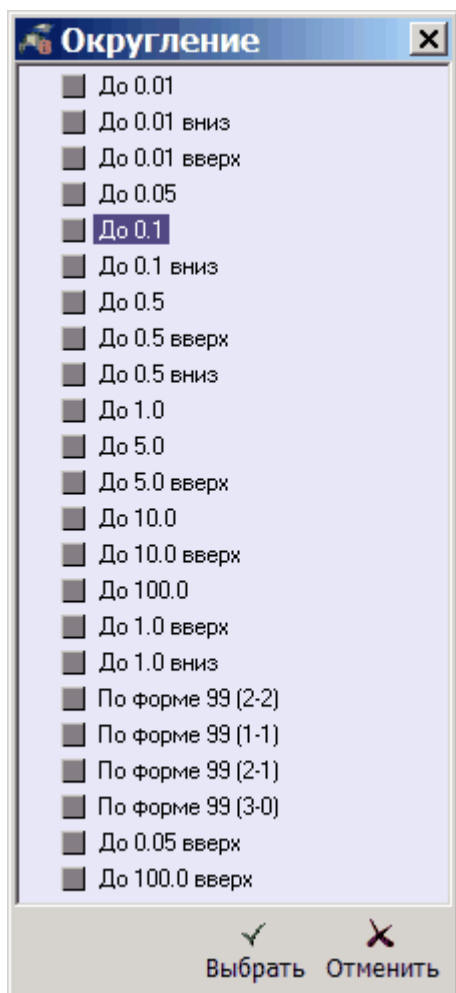 Округление
До 0.01
До 0.01 вниз
До 0.01 вверх
До 0.05
До 0.1
До 0.1 вниз
До 0.5
До 0.5 вверх
До 0.5 вниз
До 1.0
До 5.0
До 5.0 вверх
До 10.0
До 10.0 вверх
До 100.0
До 1.0 вверх
До 1.0 вниз
По форме 99 (2-2)
По форме 99 (1-1)
По форме 99 (2-1)
По форме 99 (3-0)
До 0.05 вверх
До 100.0 вверх
Выбрать Отменить